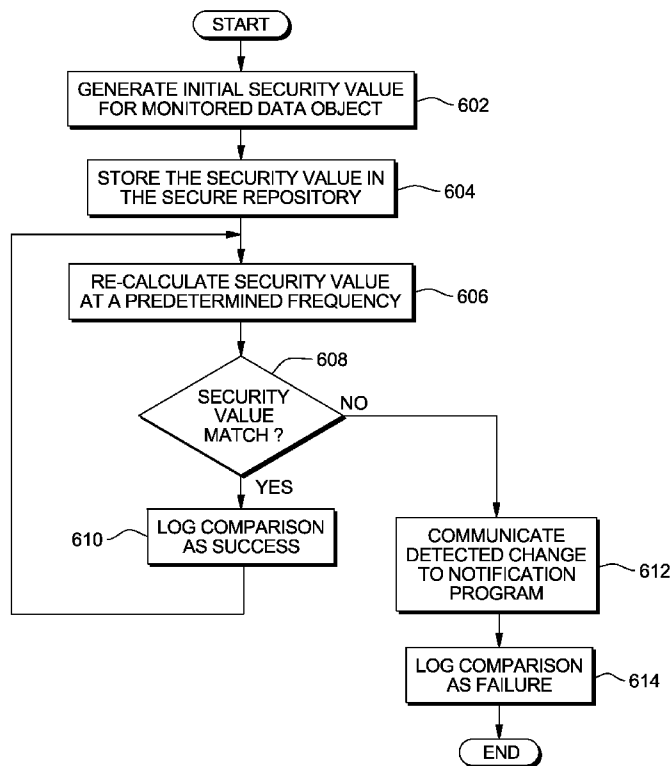 START
GENERATE INITIAL SECURITY VALUE
FOR MONITORED DATA OBJECT
602
STORE THE SECURITY VALUE IN
THE SECURE REPOSITORY
604
RE-CALCULATE SECURITY VALUE
AT A PREDETERMINED FREQUENCY
606
608
SECURITY
VALUE
MATCH ?
NO
YES
610
LOG COMPARISON
AS SUCCESS
COMMUNICATE
DETECTED CHANGE
TO NOTIFICATION
PROGRAM
612
LOG COMPARISON
AS FAILURE
614
END